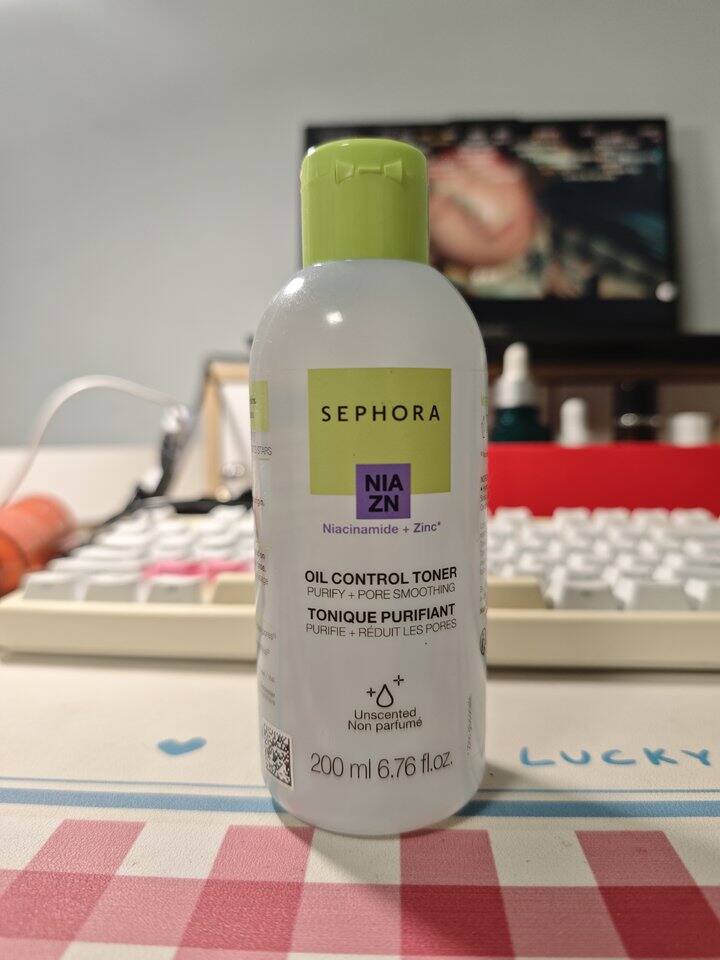 SEPHORA
NIA
ZN
Niacinamide + Zinc*
OIL CONTROL TONER
PURIFY + PORE SMOOTHING
TONIQUE PURIFIANT
PURIFIE + RÉDUIT LES PORES
Unscented
Non parfumé
200 ml 6.76 fl.oz.
LUCKY